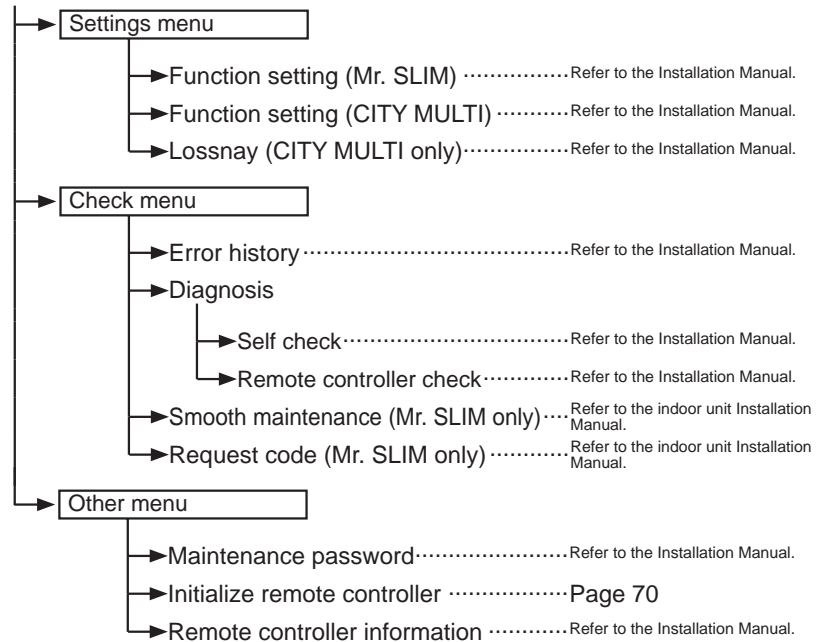 Settings menu
Function setting (Mr. SLIM) ················Refer to the Installation Manual.
Function setting (CITY MULTI) ···········Refer to the Installation Manual.
Lossnay (CITY MULTI only)················Refer to the Installation Manual.
Check menu
Error history········································Refer to the Installation Manual.
Diagnosis
Self check··································Refer to the Installation Manual.
Remote controller check·············Refer to the Installation Manual.
Smooth maintenance (Mr. SLIM only)····Refer to the indoor unit Installation
Manual.
Request code (Mr. SLIM only) ············Refer to the indoor unit Installation
Manual.
Other menu
Maintenance password·······················Refer to the Installation Manual.
Initialize remote controller ··················Page 70
Remote controller information ············Refer to the Installation Manual.